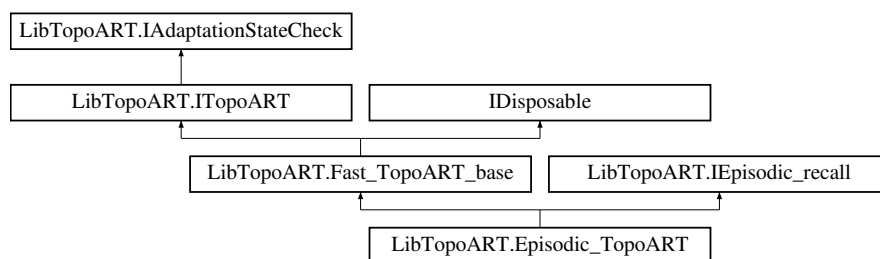 LibTopoART.IAdaptationStateCheck
LibTopoART.ITopoART
IDisposable
LibTopoART.Fast_TopoART_base
LibTopoART.IEpisodic_recall
LibTopoART.Episodic_TopoART